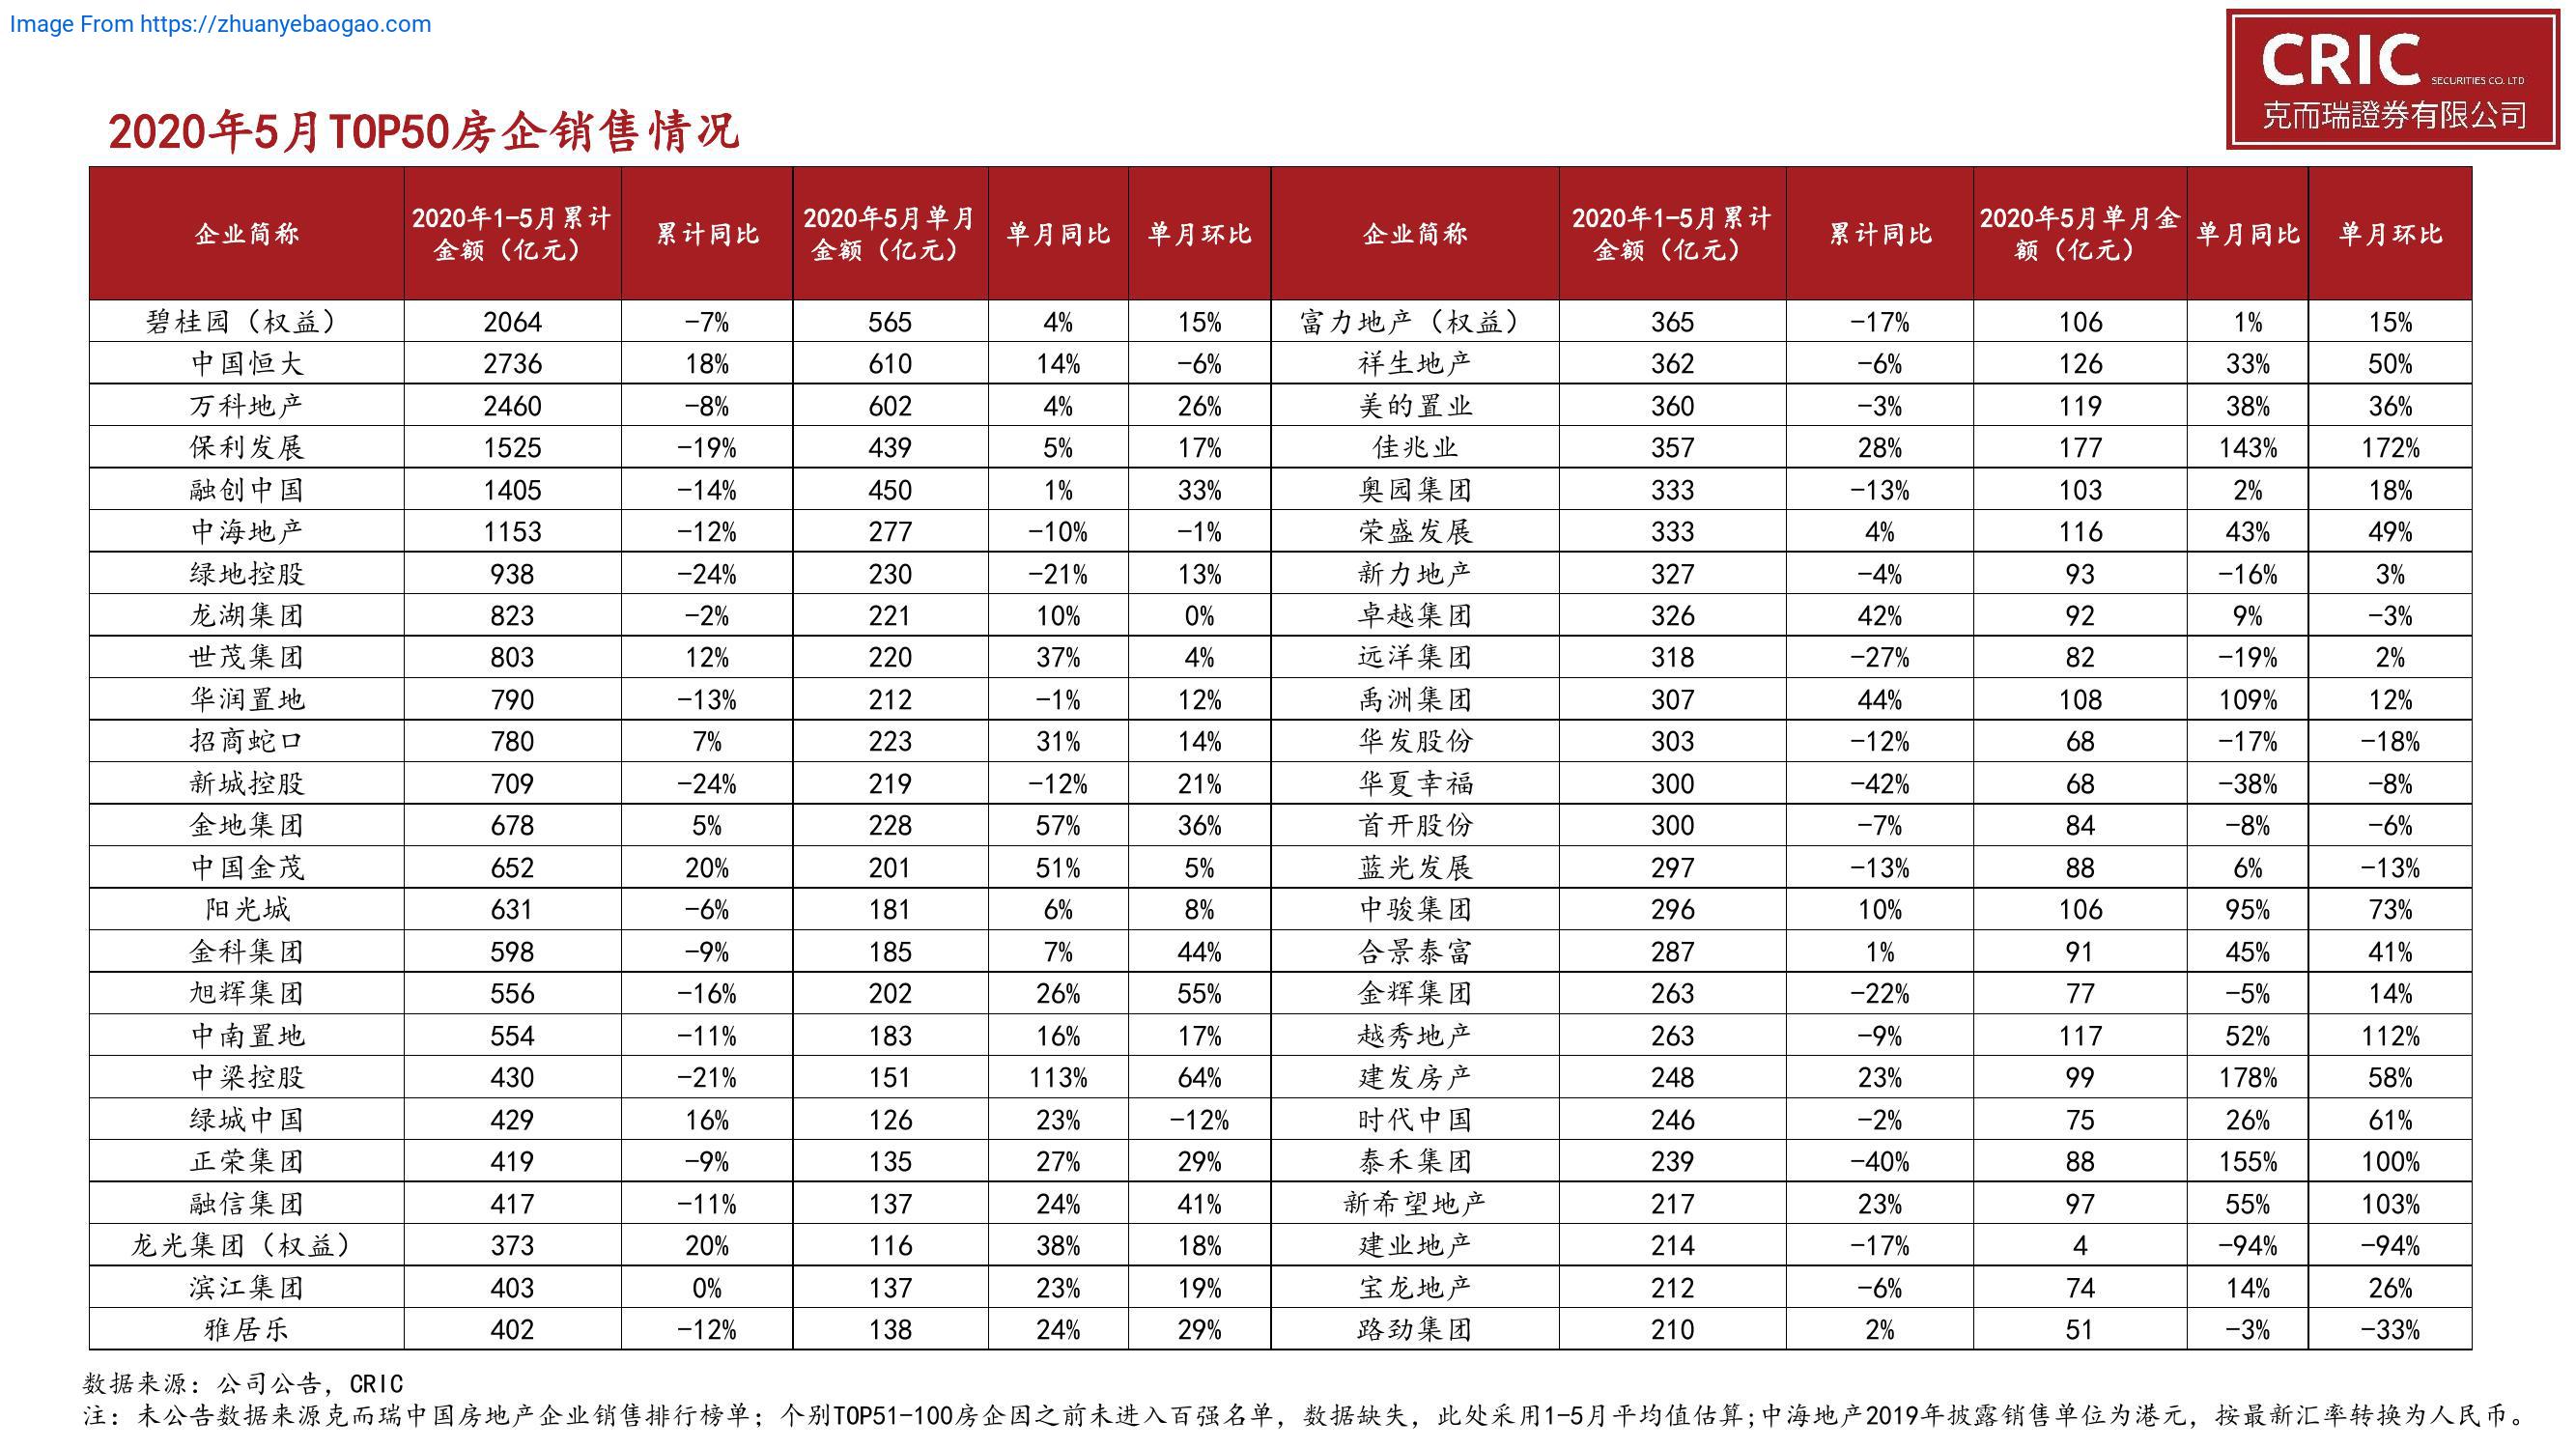 Image From https://zhuanyebaogao.com
CRIC SECURITIES CO. LTD
克而瑞證券有限公司
2020年5月TOP50房企销售情况
企业简称 2020年1-5月累计金额（亿元） 累计同比 2020年5月单月金额（亿元） 单月同比 单月环比 企业简称 2020年1-5月累计金额（亿元） 累计同比 2020年5月单月金额（亿元） 单月同比 单月环比
碧桂园（权益） 2064 -7% 565 4% 15% 富力地产（权益） 365 -17% 106 1% 15%
中国恒大 2736 18% 610 14% -6% 祥生地产 362 -6% 126 33% 50%
万科地产 2460 -8% 602 4% 26% 美的置业 360 -3% 119 38% 36%
保利发展 1525 -19% 439 5% 17% 佳兆业 357 28% 177 143% 172%
融创中国 1405 -14% 450 1% 33% 奥园集团 333 -13% 103 2% 18%
中海地产 1153 -12% 277 -10% -1% 荣盛发展 333 4% 116 43% 49%
绿地控股 938 -24% 230 -21% 13% 新力地产 327 -4% 93 -16% 3%
龙湖集团 823 -2% 221 10% 0% 卓越集团 326 42% 92 9% -3%
世茂集团 803 12% 220 37% 4% 远洋集团 318 -27% 82 -19% 2%
华润置地 790 -13% 212 -1% 12% 禹洲集团 307 44% 108 109% 12%
招商蛇口 780 7% 223 31% 14% 华发股份 303 -12% 68 -17% -18%
新城控股 709 -24% 219 -12% 21% 华夏幸福 300 -42% 68 -38% -8%
金地集团 678 5% 228 57% 36% 首开股份 300 -7% 84 -8% -6%
中国金茂 652 20% 201 51% 5% 蓝光发展 297 -13% 88 6% -13%
阳光城 631 -6% 181 6% 8% 中骏集团 296 10% 106 95% 73%
金科集团 598 -9% 185 7% 44% 合景泰富 287 1% 91 45% 41%
旭辉集团 556 -16% 202 26% 55% 金辉集团 263 -22% 77 -5% 14%
中南置地 554 -11% 183 16% 17% 越秀地产 263 -9% 117 52% 112%
中梁控股 430 -21% 151 113% 64% 建发房产 248 23% 99 178% 58%
绿城中国 429 16% 126 23% -12% 时代中国 246 -2% 75 26% 61%
正荣集团 419 -9% 135 27% 29% 泰禾集团 239 -40% 88 155% 100%
融信集团 417 -11% 137 24% 41% 新希望地产 217 23% 97 55% 103%
龙光集团（权益） 373 20% 116 38% 18% 建业地产 214 -17% 4 -94% -94%
滨江集团 403 0% 137 23% 19% 宝龙地产 212 -6% 74 14% 26%
雅居乐 402 -12% 138 24% 29% 路劲集团 210 2% 51 -3% -33%
数据来源：公司公告，CRIC
注：未公告数据来源克而瑞中国房地产企业销售排行榜单；个别TOP51-100房企因之前未进入百强名单，数据缺失，此处采用1-5月平均值估算;中海地产2019年披露销售单位为港元，按最新汇率转换为人民币。